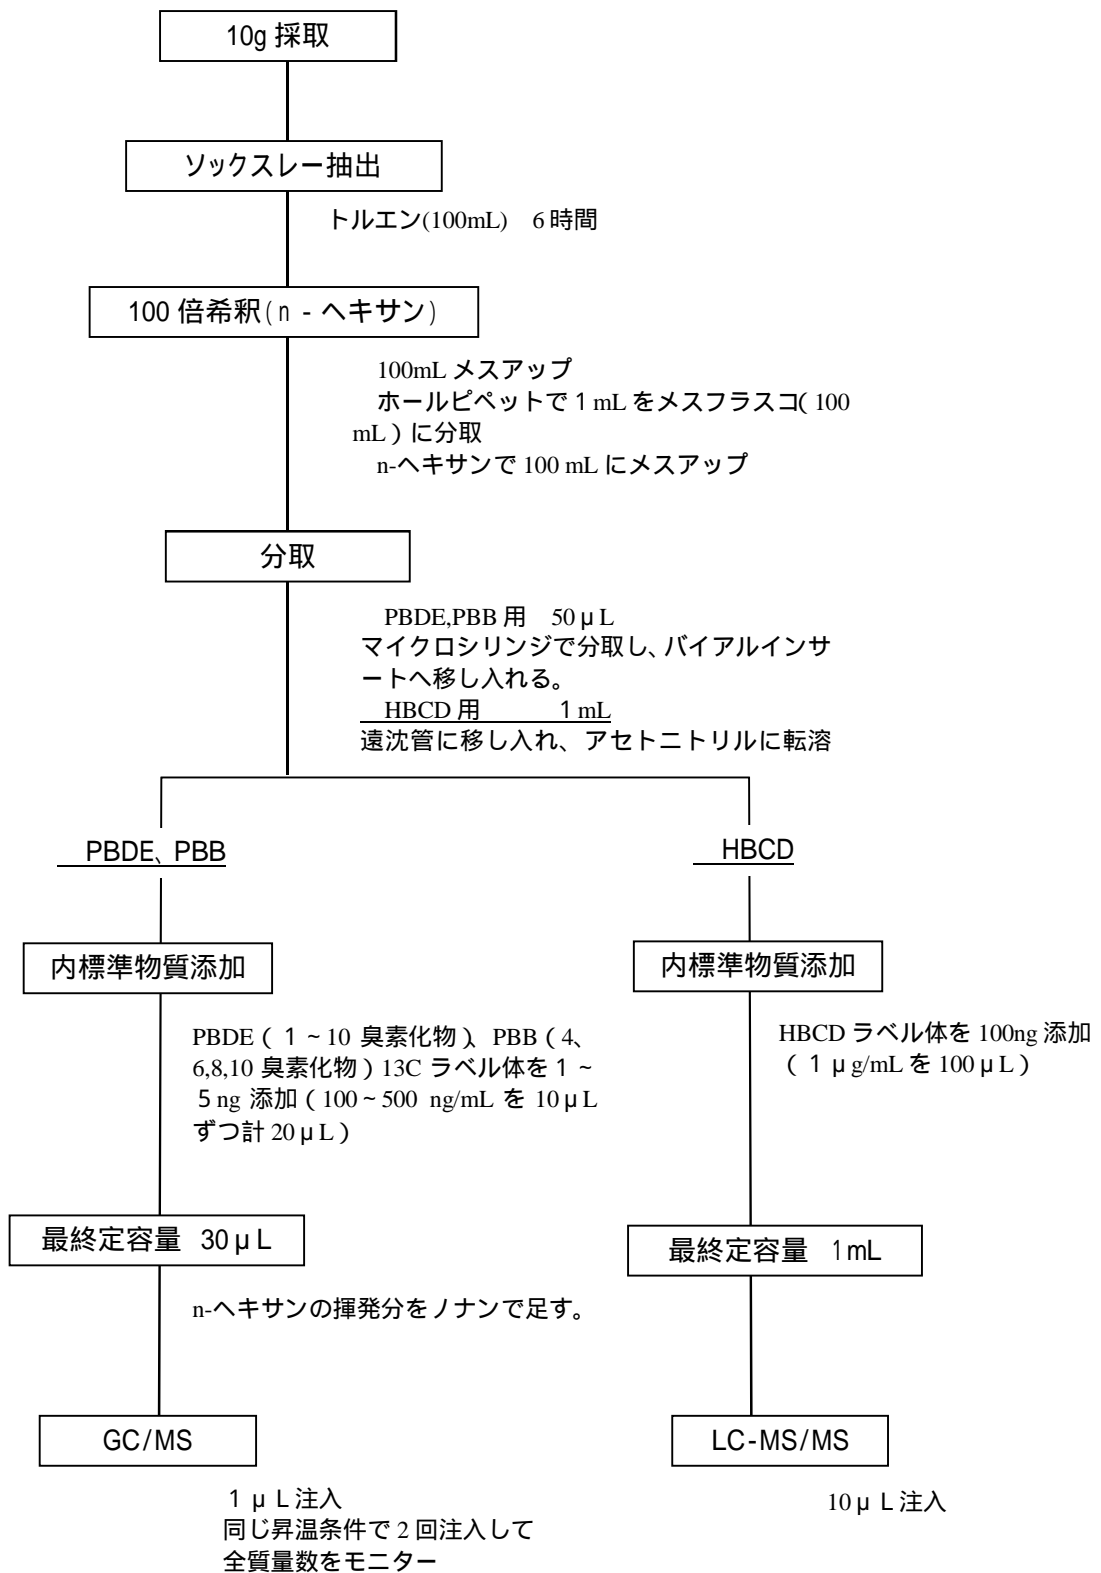 10g 採取
ソックスレー抽出
トルエン(100mL)　6 時間
100 倍希釈(n - ヘキサン)
100mL メスアップ
ホールピペットで 1 mL をメスフラスコ( 100
mL ) に分取
n-ヘキサンで 100 mL にメスアップ
分取
PBDE,PBB 用　50 μ L
マイクロシリンジで分取し、バイアルインサ
ートへ移し入れる。
HBCD 用　　1 mL
遠沈管に移し入れ、アセトニトリルに転溶
PBDE、PBB
HBCD
内標準物質添加
内標準物質添加
PBDE ( 1 ~ 10 臭素化物 )、PBB ( 4、
6,8,10 臭素化物 ) 13C ラベル体を 1 ~
5 ng 添加 ( 100 ~ 500 ng/mL を 10 μ L
ずつ計 20 μ L )
HBCD ラベル体を 100ng 添加
( 1 μ g/mL を 100 μ L )
最終定容量 30 μ L
最終定容量 1 mL
n-ヘキサンの揮発分をノナンで足す。
GC/MS
LC-MS/MS
1 μ L 注入
同じ昇温条件で 2 回注入して
全質量数をモニター
10 μ L 注入